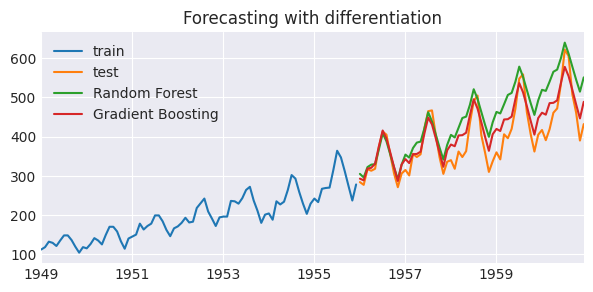 Forecasting with differentiation
600
500
400
300
200
100
train
test
Random Forest
Gradient Boosting
1949
1951
1953
1955
1957
1959